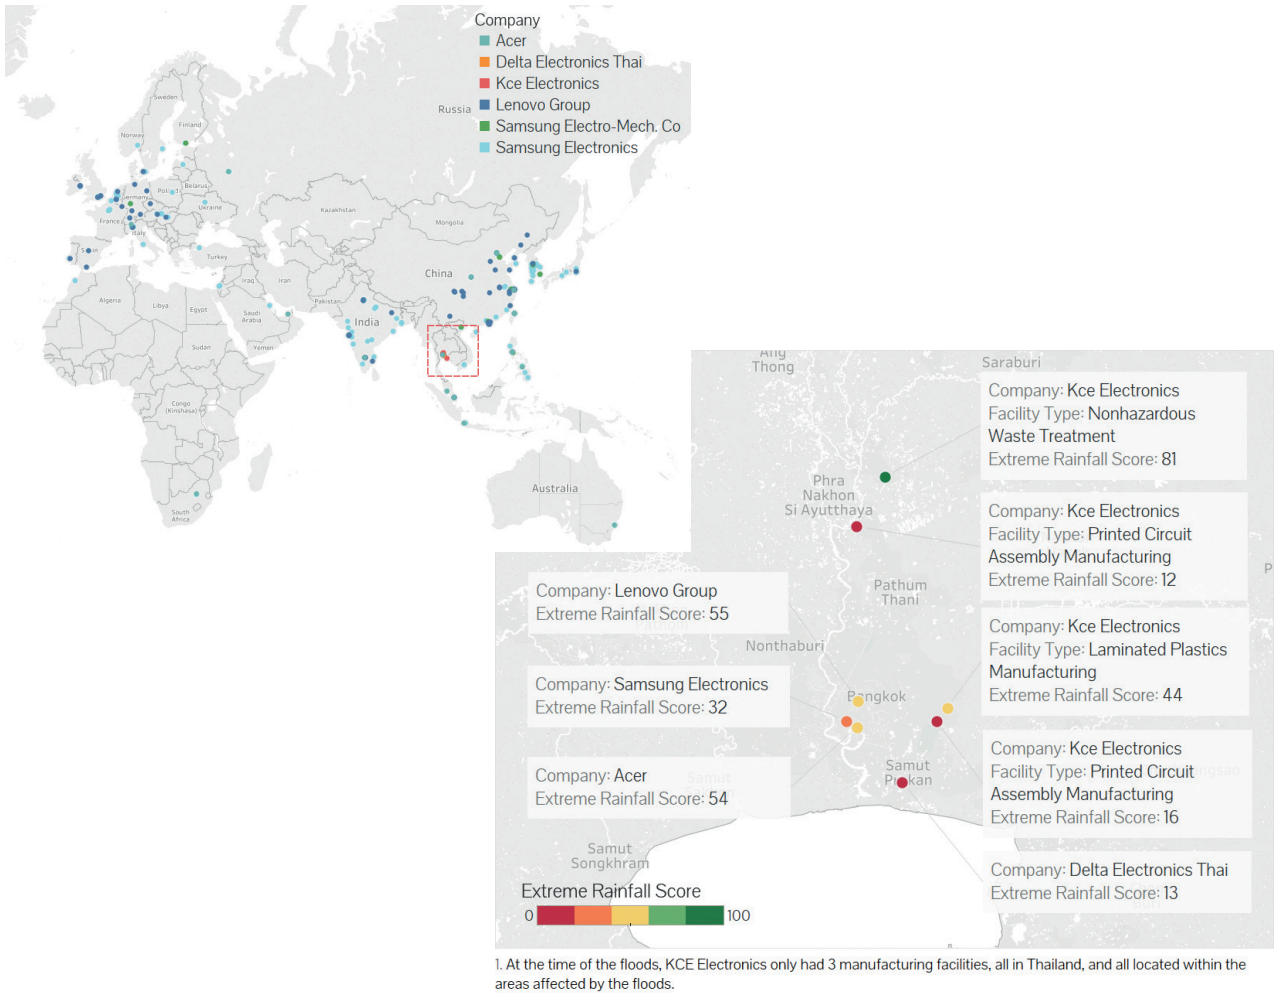 Company
Acer
Delta Electronics Thai
Kce Electronics
Lenovo Group
Samsung Electro-Mech. Co
Samsung Electronics
Sweden
Finland
Norway
Russia
Belarus
Ukraine
Germany
France
Italy
Kazakhstan
Mongolia
Turkey
China
Iraq
Iran
Pakistan
Algeria
Libya
Egypt
Saudi
Arabia
India
Sudan
Yemen
Congo
(Kinshasa)
South
Africa
Australia
Ang
Thong
Saraburi
Company: Kce Electronics
Facility Type: Nonhazardous
Waste Treatment
Extreme Rainfall Score: 81
Phra
Nakhon
Si Ayutthaya
Company: Kce Electronics
Facility Type: Printed Circuit
Assembly Manufacturing
Extreme Rainfall Score: 12
P
Pathum
Thani
Company: Lenovo Group
Extreme Rainfall Score: 55
Company: Kce Electronics
Facility Type: Laminated Plastics
Manufacturing
Extreme Rainfall Score: 44
Nonthaburi
Company: Samsung Electronics
Extreme Rainfall Score: 32
Bangkok
Company: Kce Electronics
Facility Type: Printed Circuit
Assembly Manufacturing
Extreme Rainfall Score: 16
Samut
Prakan
Company: Acer
Extreme Rainfall Score: 54
Samut
Songkhram
Company: Delta Electronics Thai
Extreme Rainfall Score: 13
Extreme Rainfall Score
0 100
1. At the time of the floods, KCE Electronics only had 3 manufacturing facilities, all in Thailand, and all located within the
areas affected by the floods.